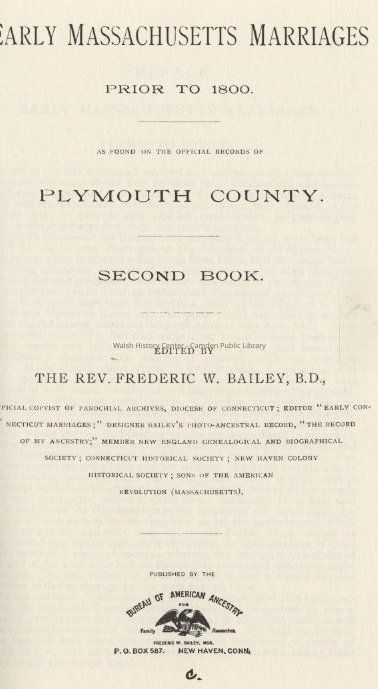 EARLY MASSACHUSETTS MARRIAGES
PRIOR TO 1800.
AS FOUND ON THE OFFICIAL RECORDS OF
PLYMOUTH COUNTY.
SECOND BOOK.
Walsh History Center - Camden Public Library
EDITED BY
THE REV. FREDERIC W. BAILEY, B.D.,
FFICIAL COPYIST OF PAROCHIAL ARCHIVES, DIOCESE OF CONNECTICUT; EDITOR "EARLY CON-
NECTICUT MARRIAGES;" DESIGNER BAILEY'S PHOTO-ANCESTRAL RECORD, "THE RECORD
OF MY ANCESTRY;" MEMBER NEW ENGLAND GENEALOGICAL AND BIOGRAPHICAL
SOCIETY; CONNECTICUT HISTORICAL SOCIETY; NEW HAVEN COLONY
HISTORICAL SOCIETY; SONS OF THE AMERICAN
REVOLUTION (MASSACHUSETTS).
PUBLISHED BY THE
BUREAU OF AMERICAN ANCESTRY
FOR
Family Researches.
FREDERIC W. BAILEY, MGR.
P. O. BOX 587. NEW HAVEN, CONN.
c.